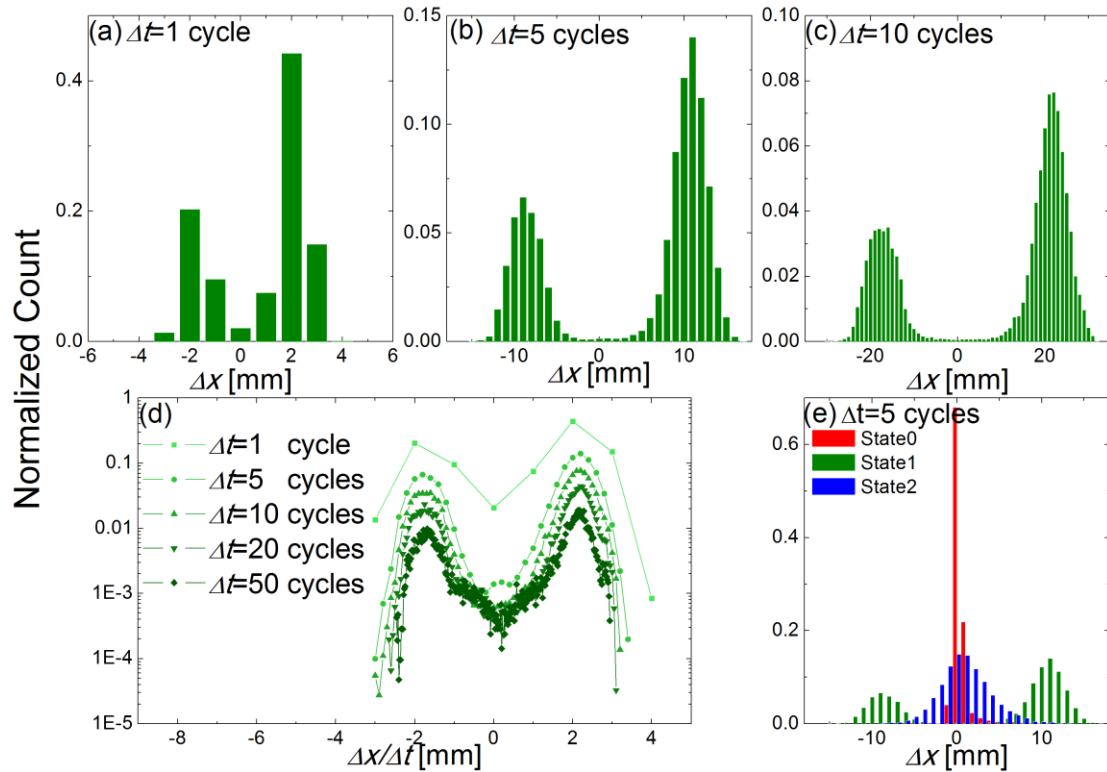 (a) Δt=1 cycle
(b) Δt=5 cycles
(c) Δt=10 cycles
0.4
0.2
0.0
-6 -4 -2 0 2 4 6
Δx [mm]
0.15
0.10
0.05
0.00
-10 0 10
Δx [mm]
0.10
0.08
0.06
0.04
0.02
0.00
-20 0 20
Δx [mm]
Normalized Count
(d)
1
0.1
0.01
1E-3
1E-4
1E-5
Δt=1 cycle
Δt=5 cycles
Δt=10 cycles
Δt=20 cycles
Δt=50 cycles
-8 -6 -4 -2 0 2 4
Δx/Δt [mm]
(e) Δt=5 cycles
State0
State1
State2
0.6
0.4
0.2
0.0
-10 0 10
Δx [mm]